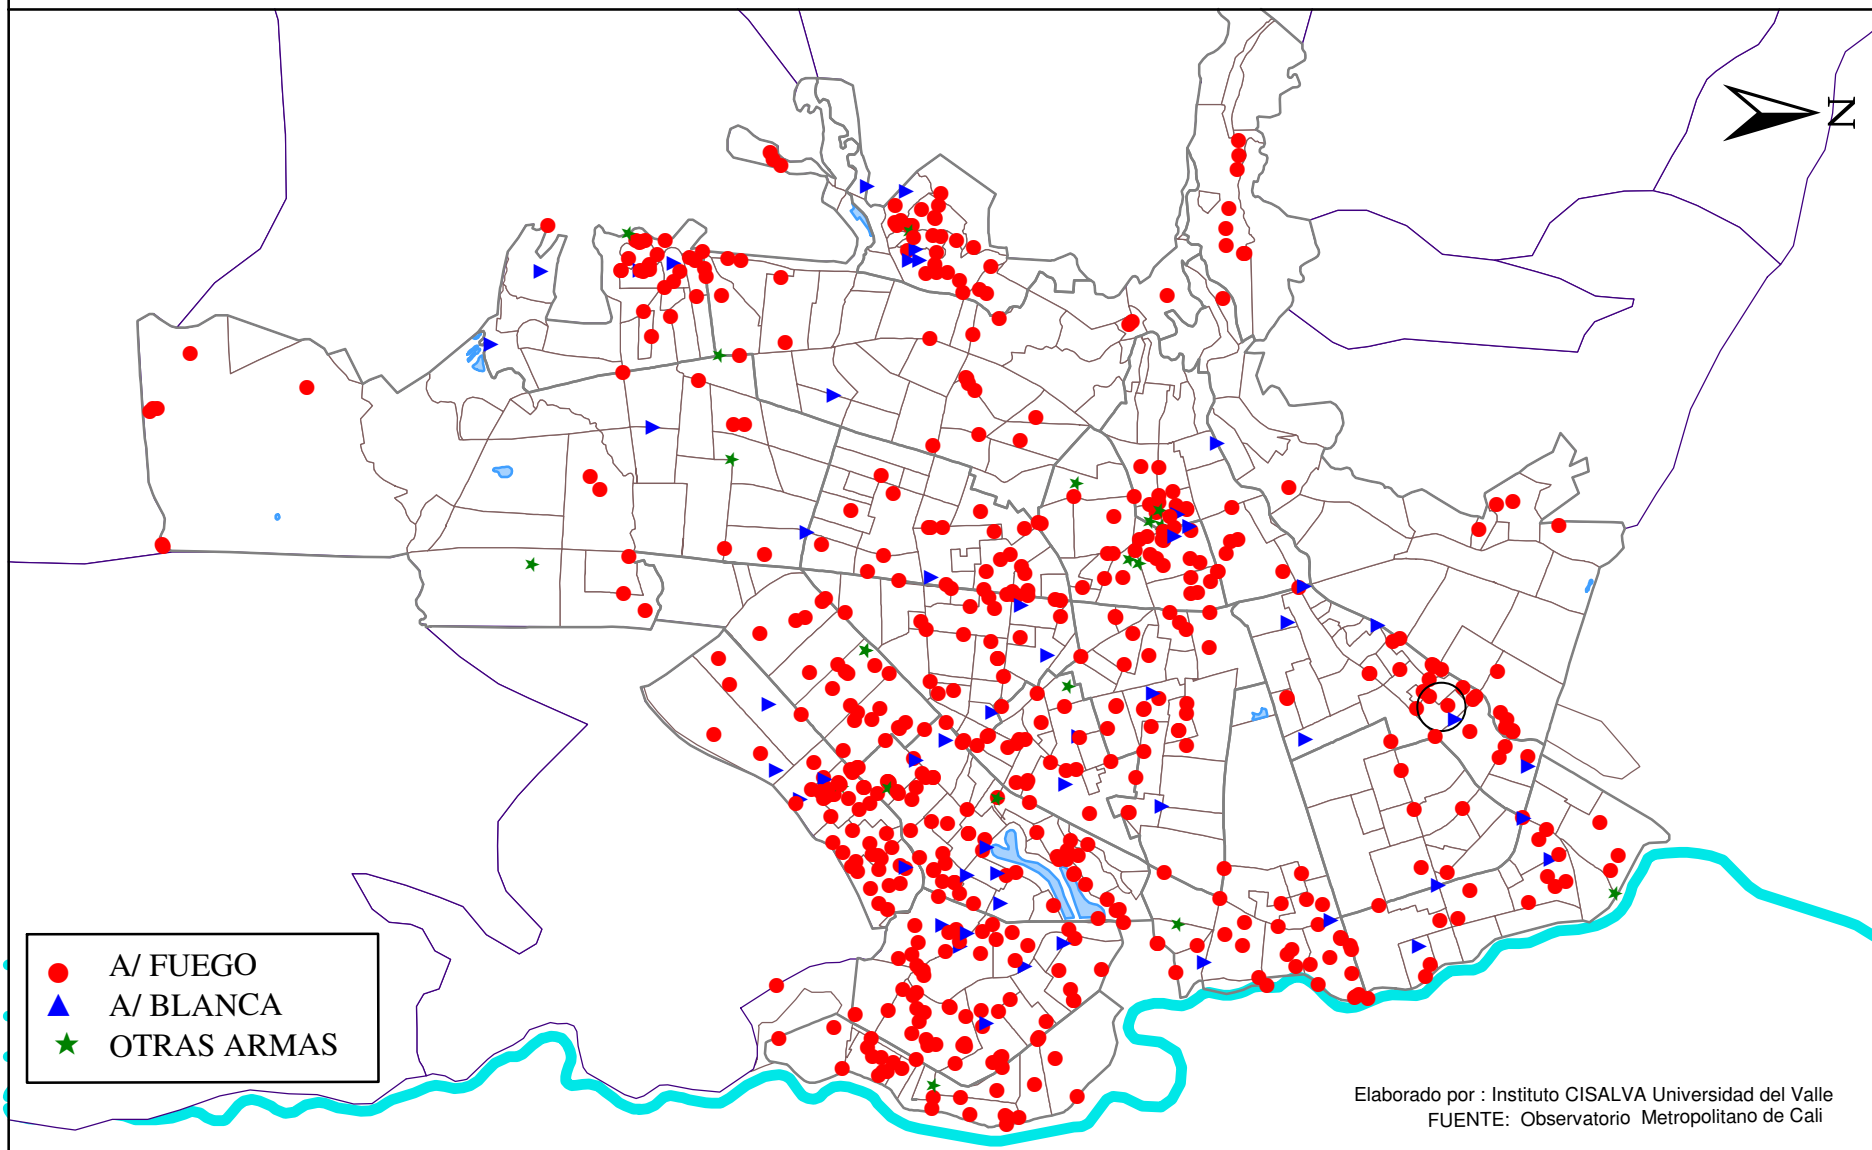 N
A/ FUEGO
A/ BLANCA
OTRAS ARMAS
Elaborado por : Instituto CISALVA Universidad del Valle
FUENTE: Observatorio Metropolitano de Cali